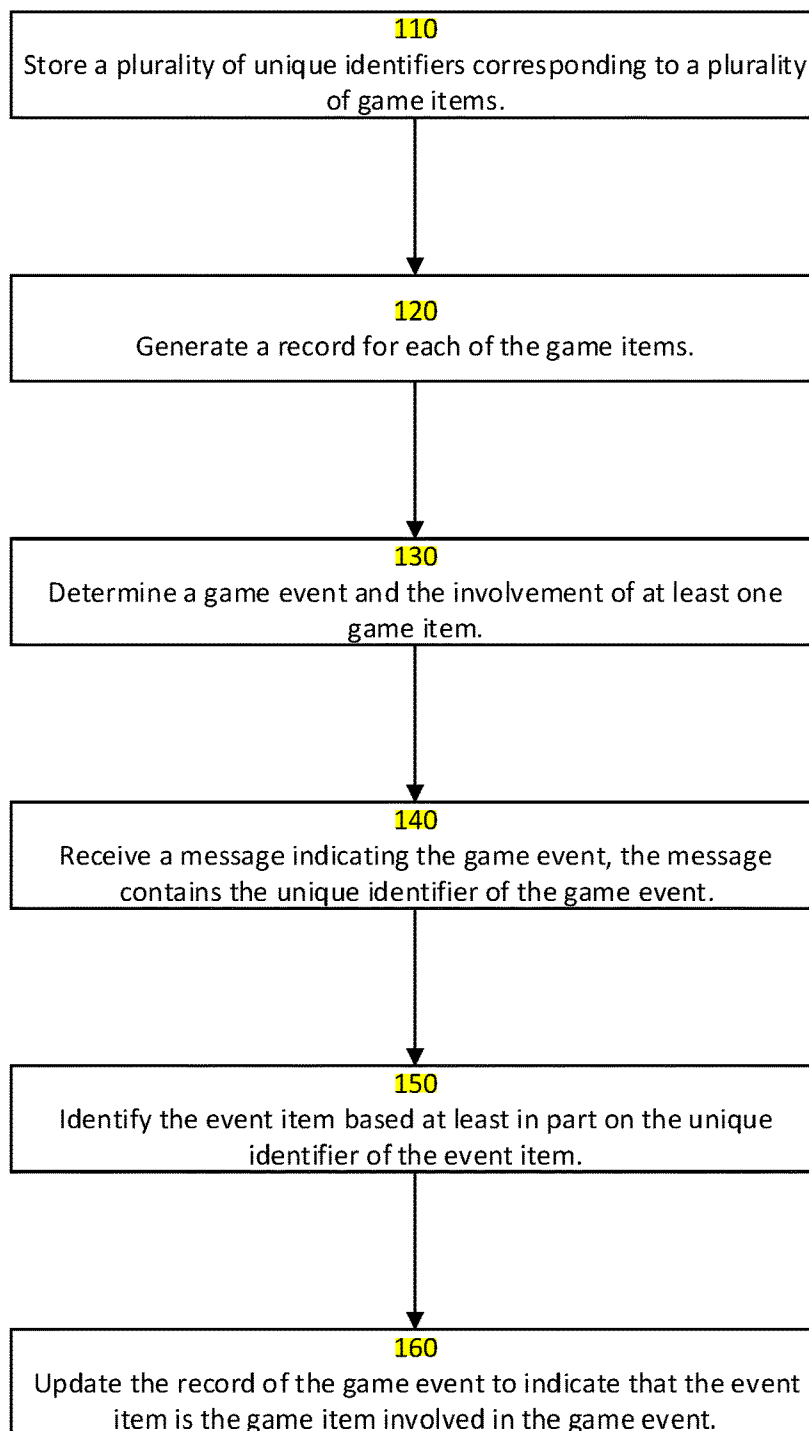 110
Store a plurality of unique identifiers corresponding to a plurality
of game items.
120
Generate a record for each of the game items.
130
Determine a game event and the involvement of at least one
game item.
140
Receive a message indicating the game event, the message
contains the unique identifier of the game event.
150
Identify the event item based at least in part on the unique
identifier of the event item.
160
Update the record of the game event to indicate that the event
item is the game item involved in the game event.